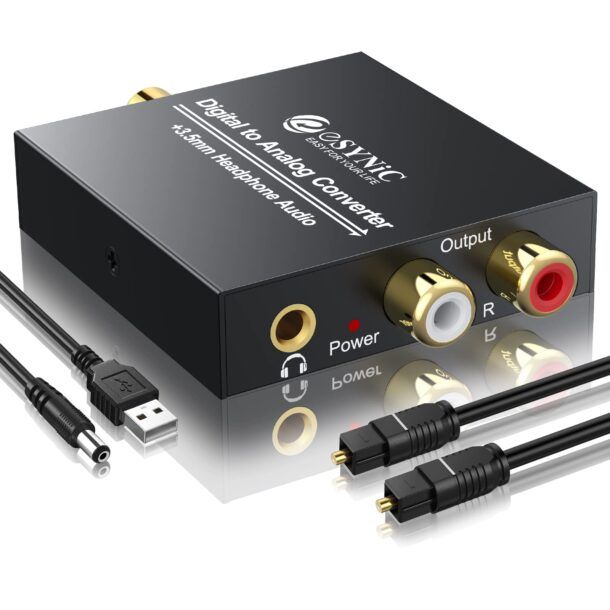 eSYNiC
EASY FOR YOUR LIFE
Digital to Analog Converter
+3.5mm Headphone Audio
Output
Power
R